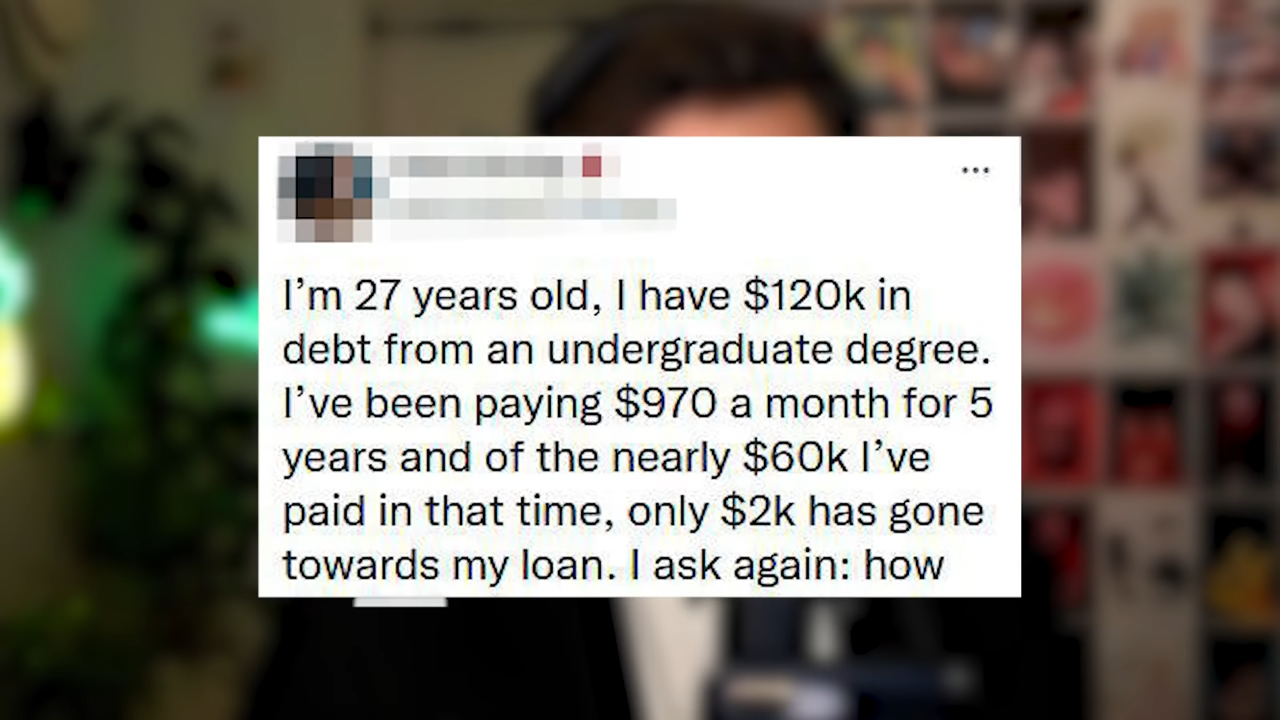 I’m 27 years old, I have $120k in
debt from an undergraduate degree.
I’ve been paying $970 a month for 5
years and of the nearly $60k I’ve
paid in that time, only $2k has gone
towards my loan. I ask again: how